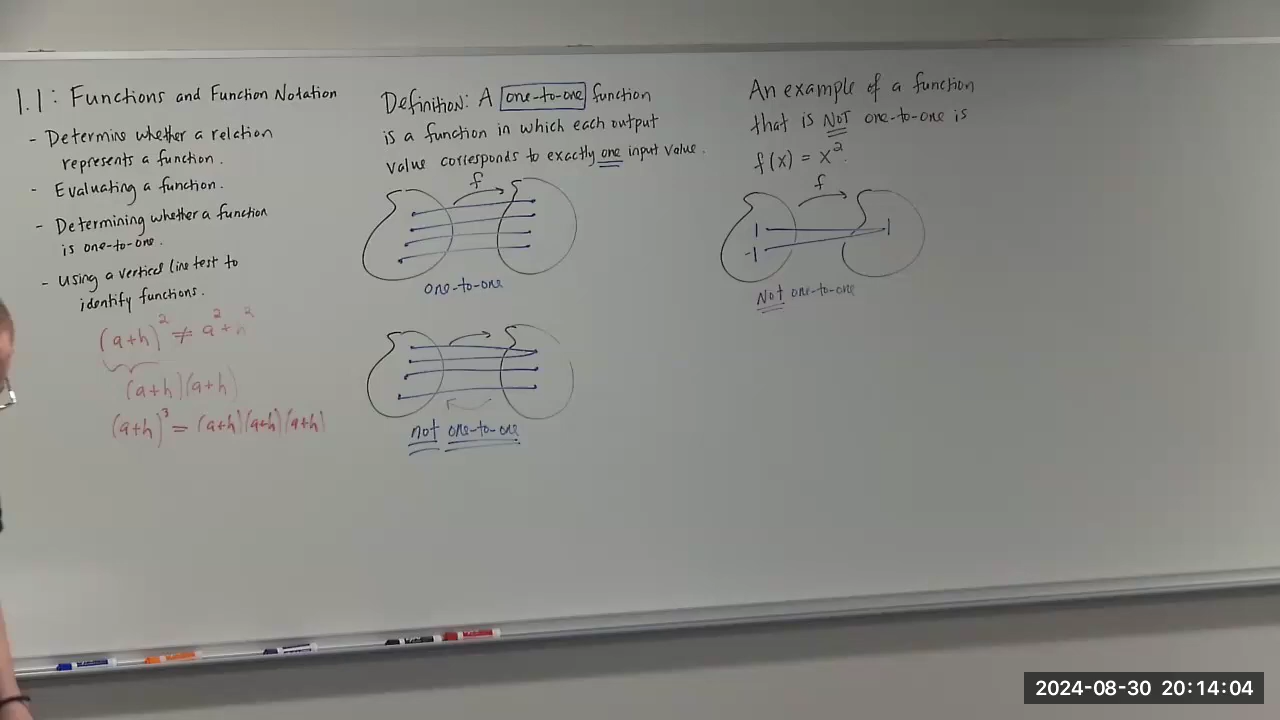 1.1: Functions and Function Notation
- Determine whether a relation
represents a function.
- Evaluating a function.
- Determining whether a function
is one-to-one.
- Using a vertical line test to
identify functions.
(a+h)² ≠ a² + h²
(a+h)(a+h)
(a+h)³ = (a+h)(a+h)(a+h)
Definition: A one-to-one function
is a function in which each output
value corresponds to exactly one input value.
f
one-to-one
not one-to-one
An example of a function
that is NOT one-to-one is
f(x) = x².
f
1 1
-1
Not one-to-one
2024-08-30 20:14:04